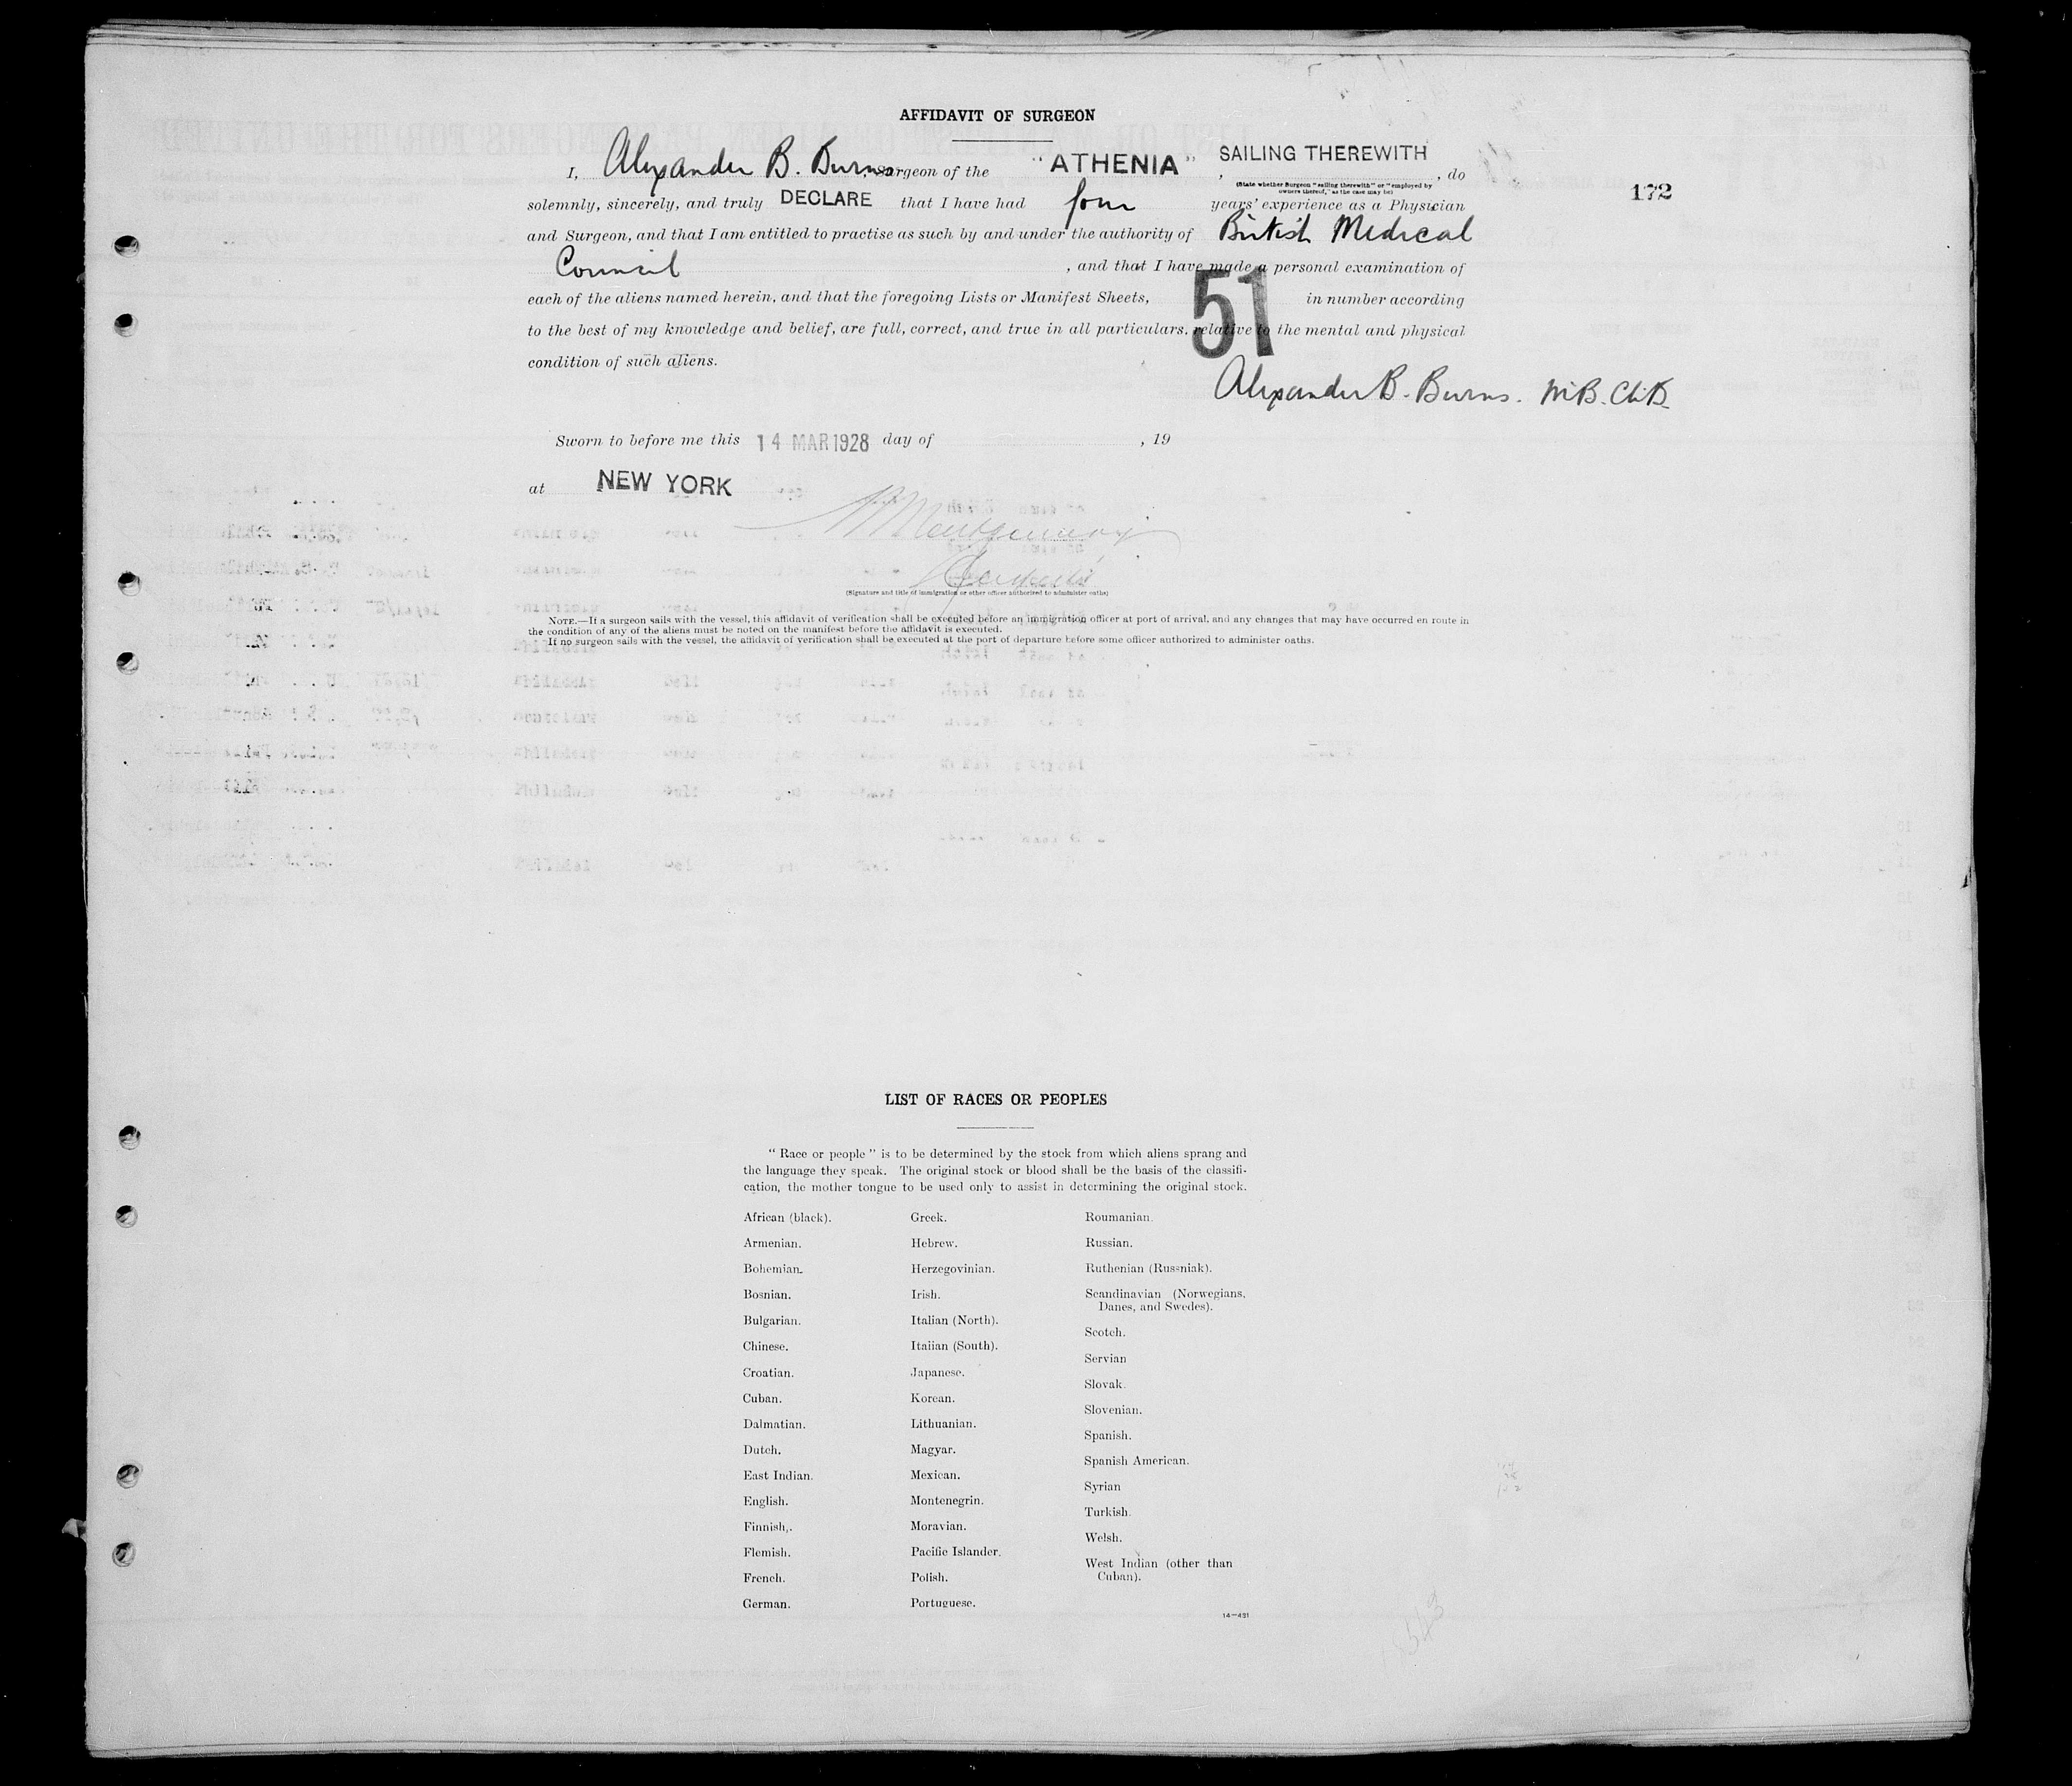 AFFIDAVIT OF SURGEON
I, Alexander B. Burns Surgeon of the "ATHENIA", SAILING THEREWITH, do
(State whether Surgeon "sailing therewith" or "employed by
owners thereof," as the case may be)
172
solemnly, sincerely, and truly DECLARE that I have had four years' experience as a Physician
and Surgeon, and that I am entitled to practise as such by and under the authority of British Medical
Council, and that I have made a personal examination of
each of the aliens named herein, and that the foregoing Lists or Manifest Sheets, 51 in number according
to the best of my knowledge and belief, are full, correct, and true in all particulars, relative to the mental and physical
condition of such aliens.
Alexander B. Burns. M.B. Ch.B.
Sworn to before me this 14 MAR 1928 day of , 19
at NEW YORK
Montgomery
(Signature and title of immigration or other officer authorized to administer oaths)
NOTE.—If a surgeon sails with the vessel, this affidavit of verification shall be executed before an immigration officer at port of arrival, and any changes that may have occurred en route in
the condition of any of the aliens must be noted on the manifest before the affidavit is executed.
If no surgeon sails with the vessel, the affidavit of verification shall be executed at the port of departure before some officer authorized to administer oaths.
LIST OF RACES OR PEOPLES
" Race or people " is to be determined by the stock from which aliens sprang and
the language they speak. The original stock or blood shall be the basis of the classifi-
cation, the mother tongue to be used only to assist in determining the original stock.
African (black).
Armenian.
Bohemian.
Bosnian.
Bulgarian.
Chinese.
Croatian.
Cuban.
Dalmatian.
Dutch.
East Indian.
English.
Finnish.
Flemish.
French.
German.
Greek.
Hebrew.
Herzegovinian.
Irish.
Italian (North).
Italian (South).
Japanese.
Korean.
Lithuanian.
Magyar.
Mexican.
Montenegrin.
Moravian.
Pacific Islander.
Polish.
Portuguese.
Roumanian.
Russian.
Ruthenian (Russniak).
Scandinavian (Norwegians,
Danes, and Swedes).
Scotch.
Servian
Slovak.
Slovenian.
Spanish.
Spanish American.
Syrian
Turkish.
Welsh.
West Indian (other than
Cuban).
14—431